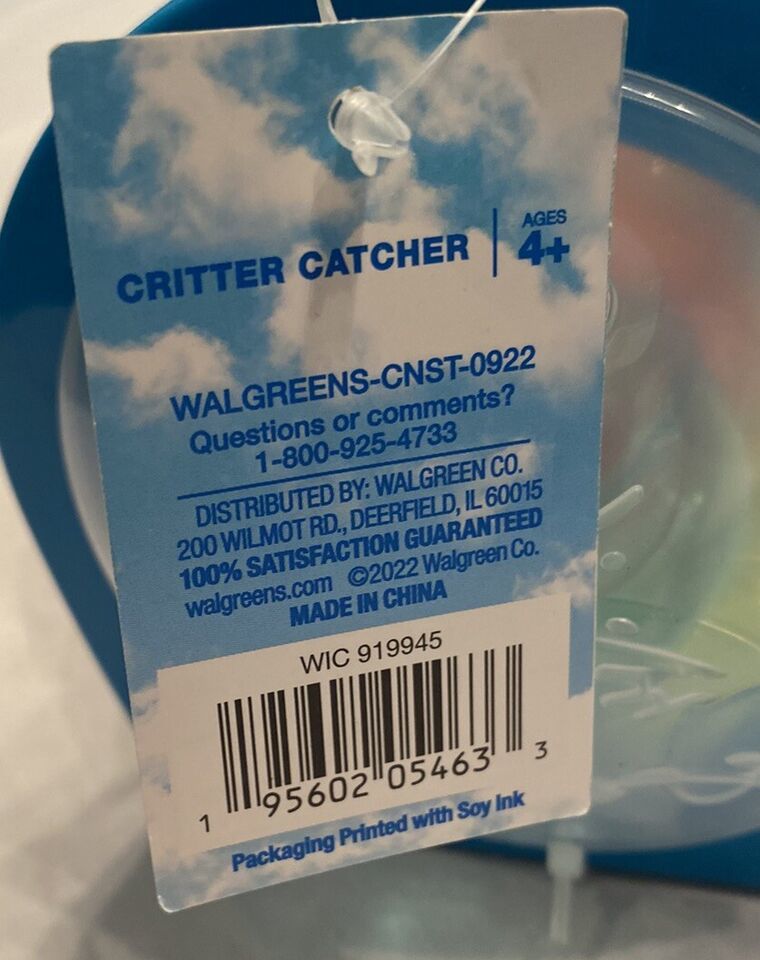 CRITTER CATCHER
AGES
4+
WALGREENS-CNST-0922
Questions or comments?
1-800-925-4733
DISTRIBUTED BY: WALGREEN CO.
200 WILMOT RD., DEERFIELD, IL 60015
100% SATISFACTION GUARANTEED
walgreens.com ©2022 Walgreen Co.
MADE IN CHINA
WIC 919945
1 95602 05463 3
Packaging Printed with Soy Ink